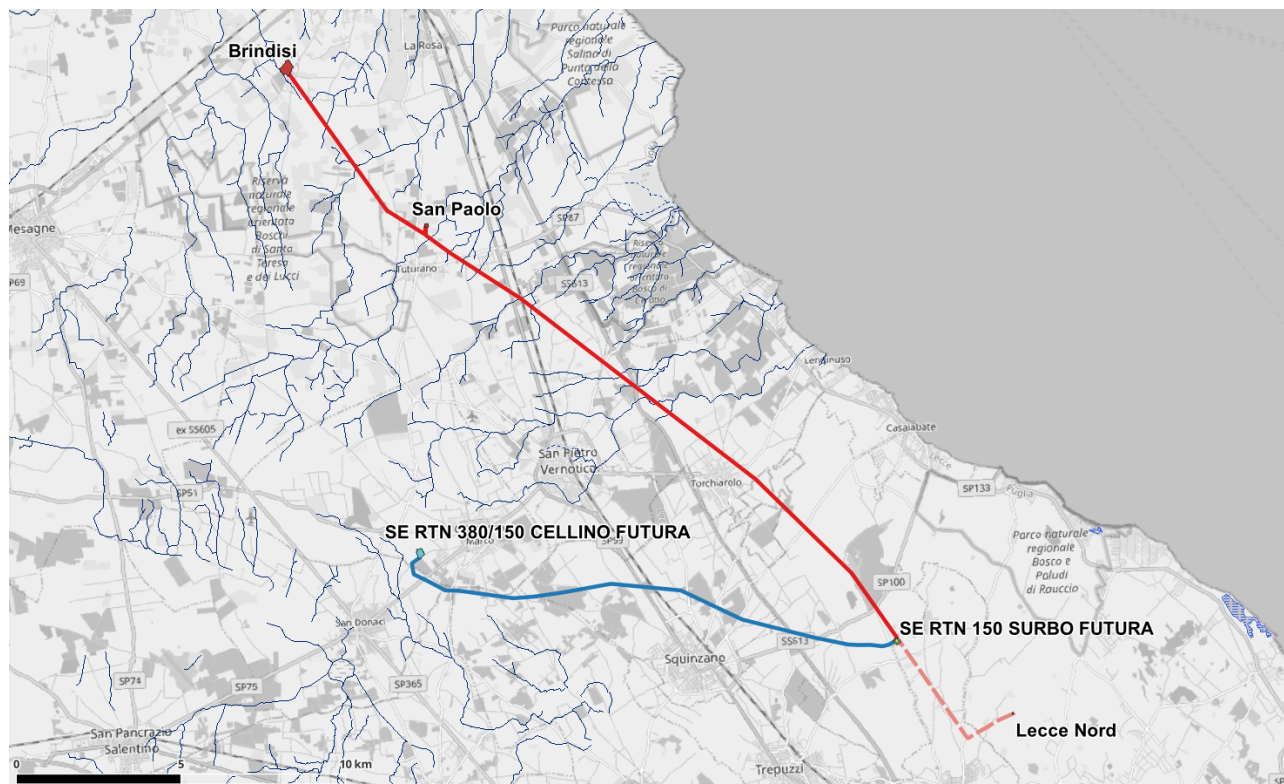 Brindisi
La Rosa
Parco naturale
regionale
Salina di
Punta della
Contessa
Riserva
naturale
regionale
orientata
Boschi
di Santa
Teresa
e dei Lucci
Mesagne
SP69
San Paolo
SP87
Tuturano
SS613
Riserva
naturale
regionale
orientata
Bosco di
Cerano
Lendinuso
ex SS605
San Pietro
Vernotico
Casalabate
Lecce
Torchiarolo
SP133
Puglia
SP51
SE RTN 380/150 CELLINO FUTURA
Marco
Parco naturale
regionale
Bosco e
Paludi
di Rauccio
SP100
San Donaci
SE RTN 150 SURBO FUTURA
SS613
Squinzano
SP74
SP75
SP365
San Pancrazio
Salentino
Lecce Nord
Trepuzzi
0
5
10 km